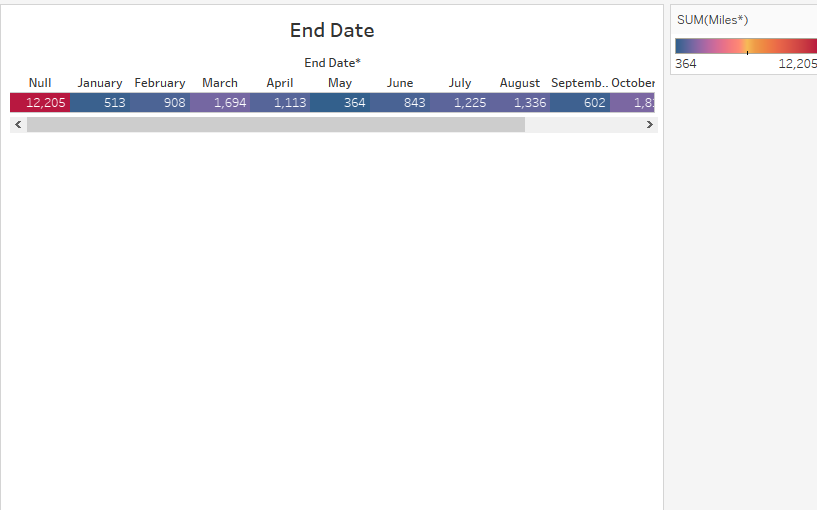 End Date
End Date*
Null January February March April May June July August Septemb.. October
12,205 513 908 1,694 1,113 364 843 1,225 1,336 602
SUM(Miles*)
364 12,205